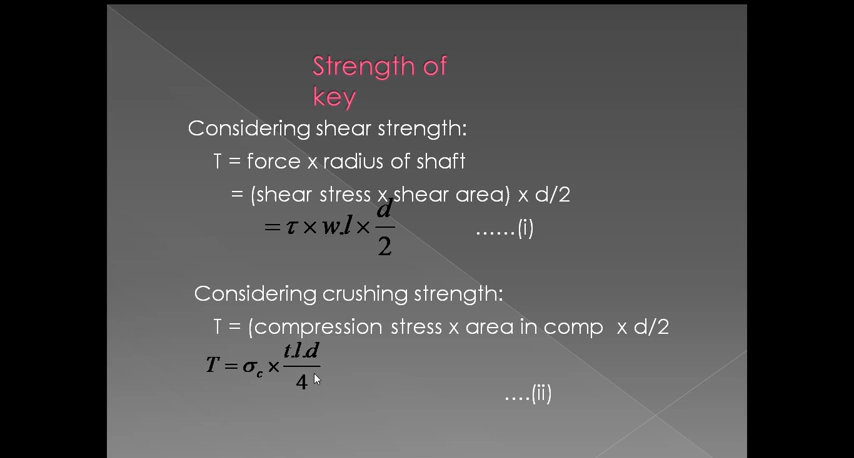 Strength of
key
Considering shear strength:
T = force x radius of shaft
= (shear stress x shear area) x d/2
= τ × w.l × d/2 ......(i)
Considering crushing strength:
T = (compression stress x area in comp x d/2
T = σc × t.l.d/4
....(ii)